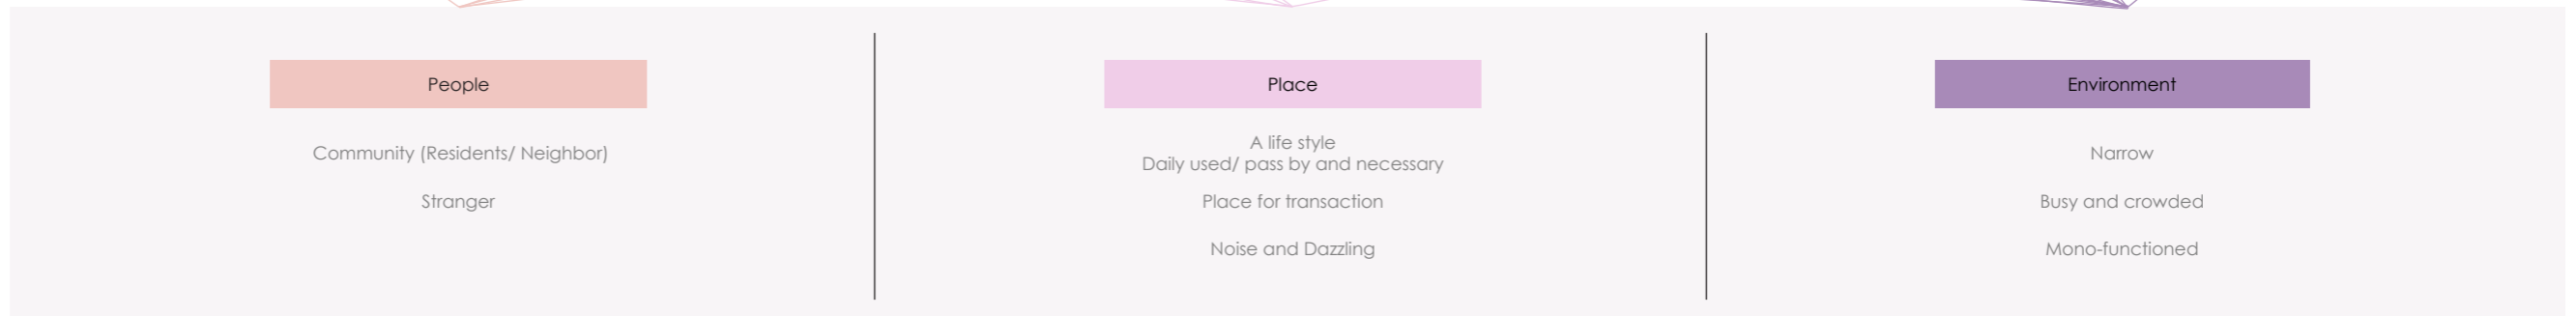 People
Community (Residents/ Neighbor)
Stranger
Place
A life style
Daily used/ pass by and necessary
Place for transaction
Noise and Dazzling
Environment
Narrow
Busy and crowded
Mono-functioned